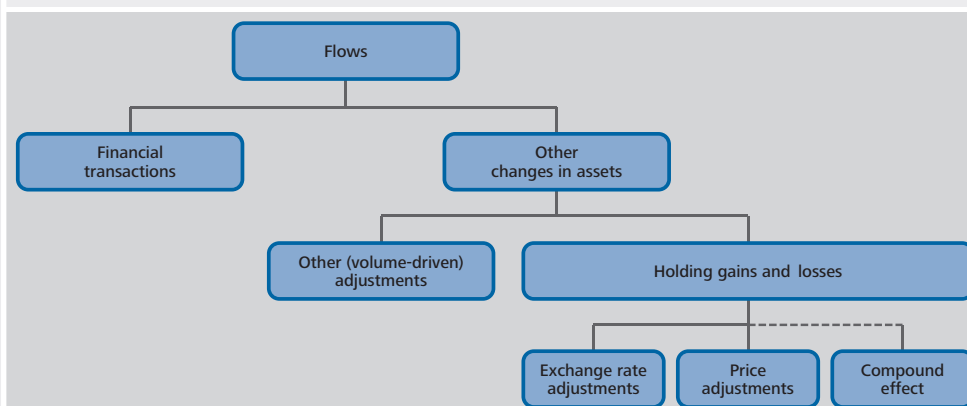 Flows
Financial
transactions
Other
changes in assets
Other (volume-driven)
adjustments
Holding gains and losses
Exchange rate
adjustments
Price
adjustments
Compound
effect